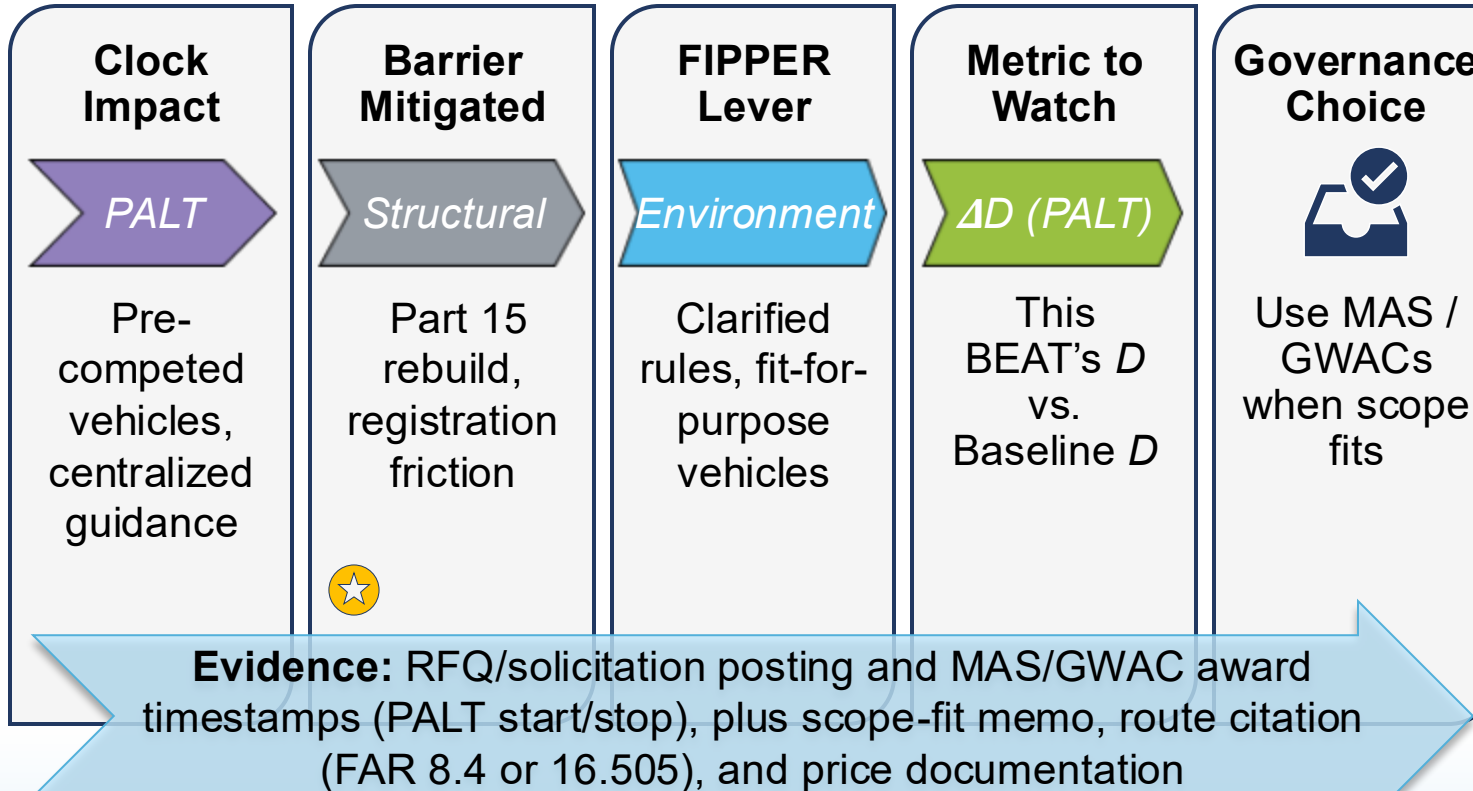 Clock
Impact
PALT
Pre-
competed
vehicles,
centralized
guidance
Barrier
Mitigated
Structural
Part 15
rebuild,
registration
friction
FIPPER
Lever
Environment
Clarified
rules, fit-for-
purpose
vehicles
Metric to
Watch
ΔD (PALT)
This
BEAT’s D
vs.
Baseline D
Governance
Choice
Use MAS /
GWACs
when scope
fits
Evidence: RFQ/solicitation posting and MAS/GWAC award
timestamps (PALT start/stop), plus scope-fit memo, route citation
(FAR 8.4 or 16.505), and price documentation